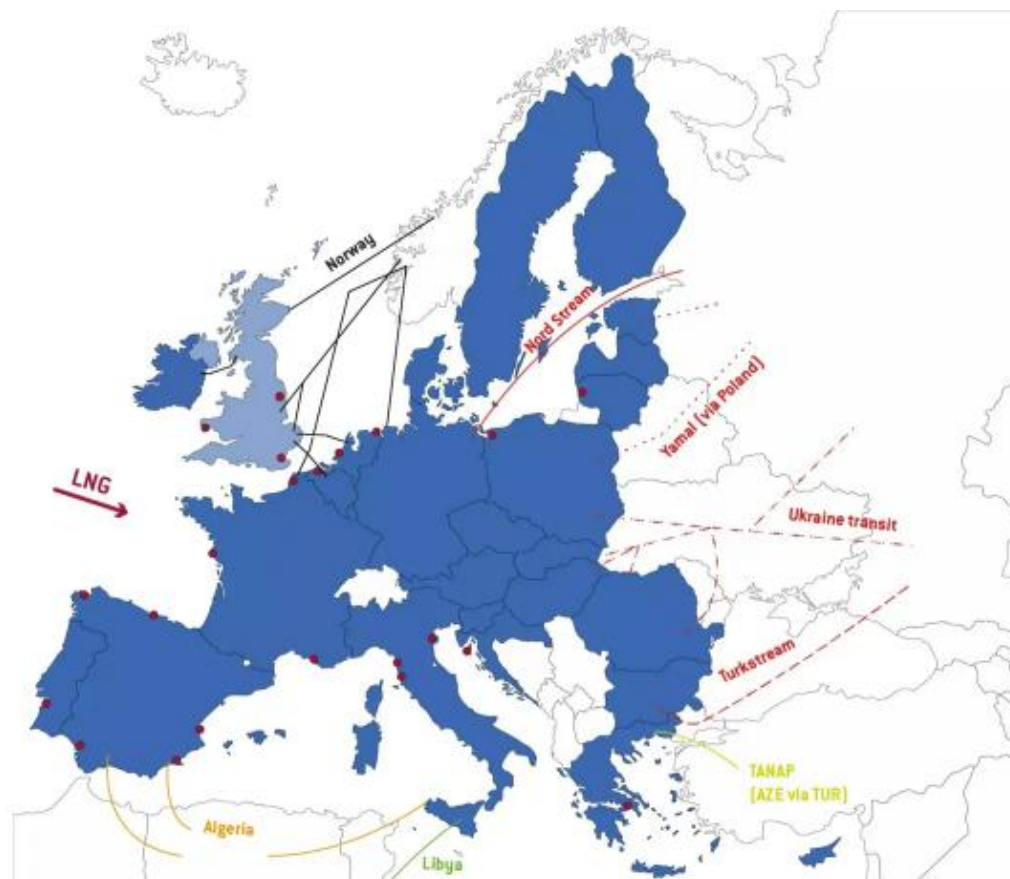 Norway
Nord Stream
Yamal (via Poland)
LNG
Ukraine transit
Turkstream
TANAP
(AZE via TUR)
Algeria
Libya